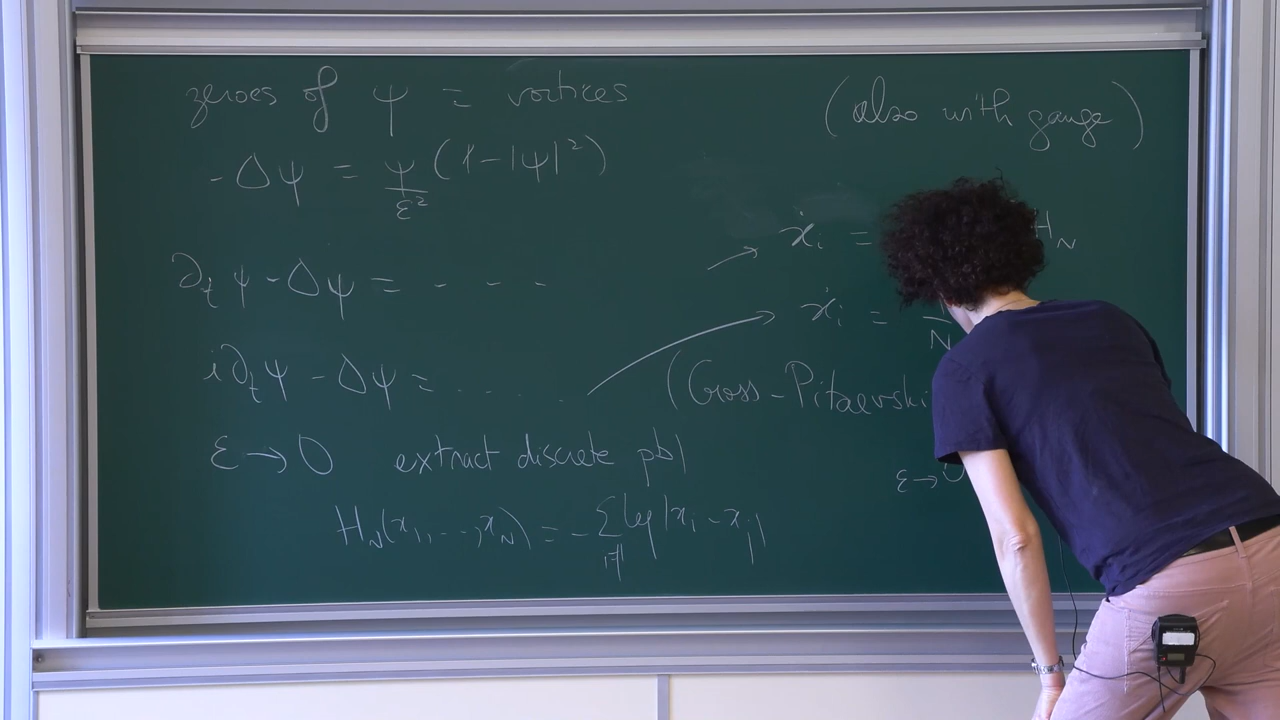 zeroes of ψ = vortices
(also with gauge)
-Δψ = ψ/ε² (1-|ψ|²)
ẋᵢ = H_N
∂ₜψ - Δψ = - - -
ẋᵢ = N
i∂ₜψ - Δψ = . . . .
(Gross-Pitaevski
ε→0 extract discrete pbl
ε→0
H_N(x₁,--,x_N) = -∑_{i≠j} log|xᵢ-xⱼ|